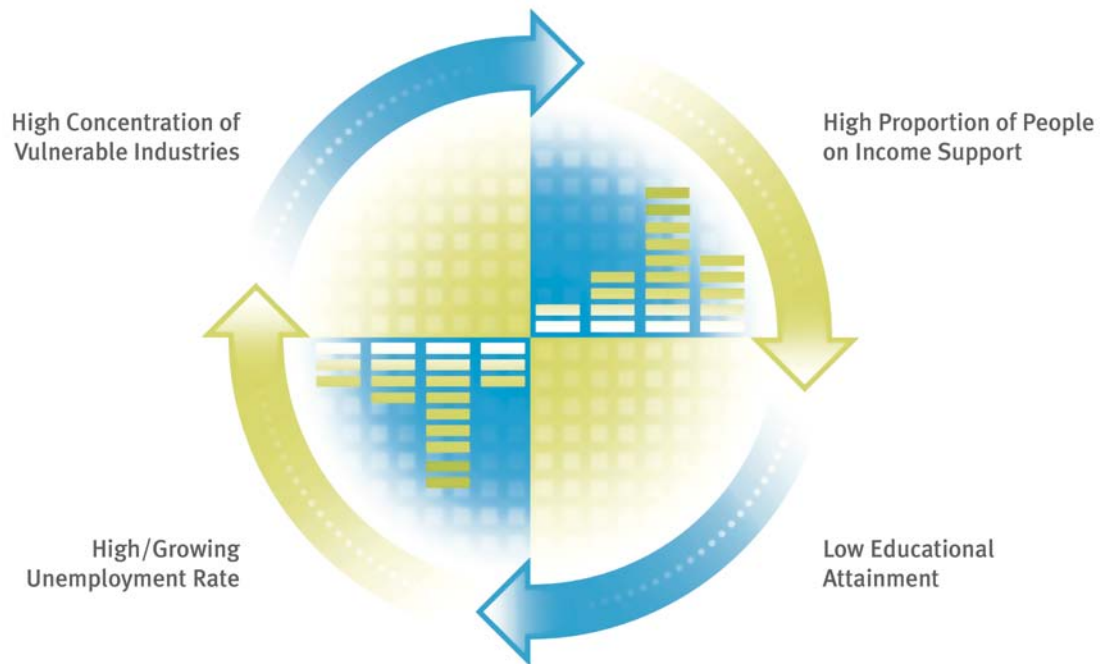 High Concentration of
Vulnerable Industries
High Proportion of People
on Income Support
High/Growing
Unemployment Rate
Low Educational
Attainment